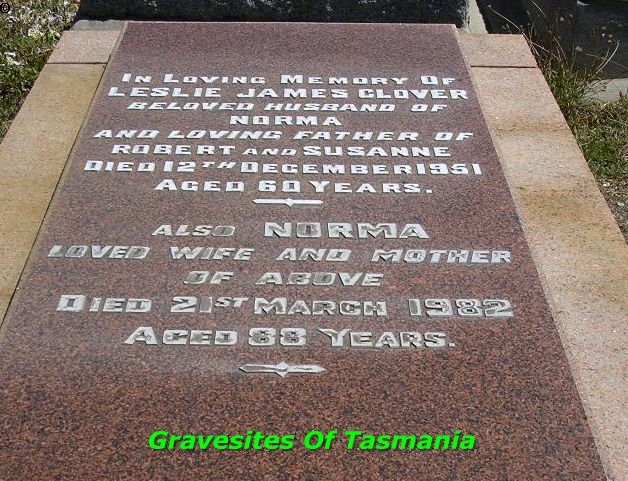 In Loving Memory Of
LESLIE JAMES CLOVER
BELOVED HUSBAND OF
NORMA
AND LOVING FATHER OF
ROBERT AND SUSANNE
DIED 12TH DECEMBER 1951
AGED 60 YEARS.
ALSO NORMA
LOVED WIFE AND MOTHER
OF ABOVE
DIED 21ST MARCH 1982
AGED 88 YEARS.
Gravesites Of Tasmania